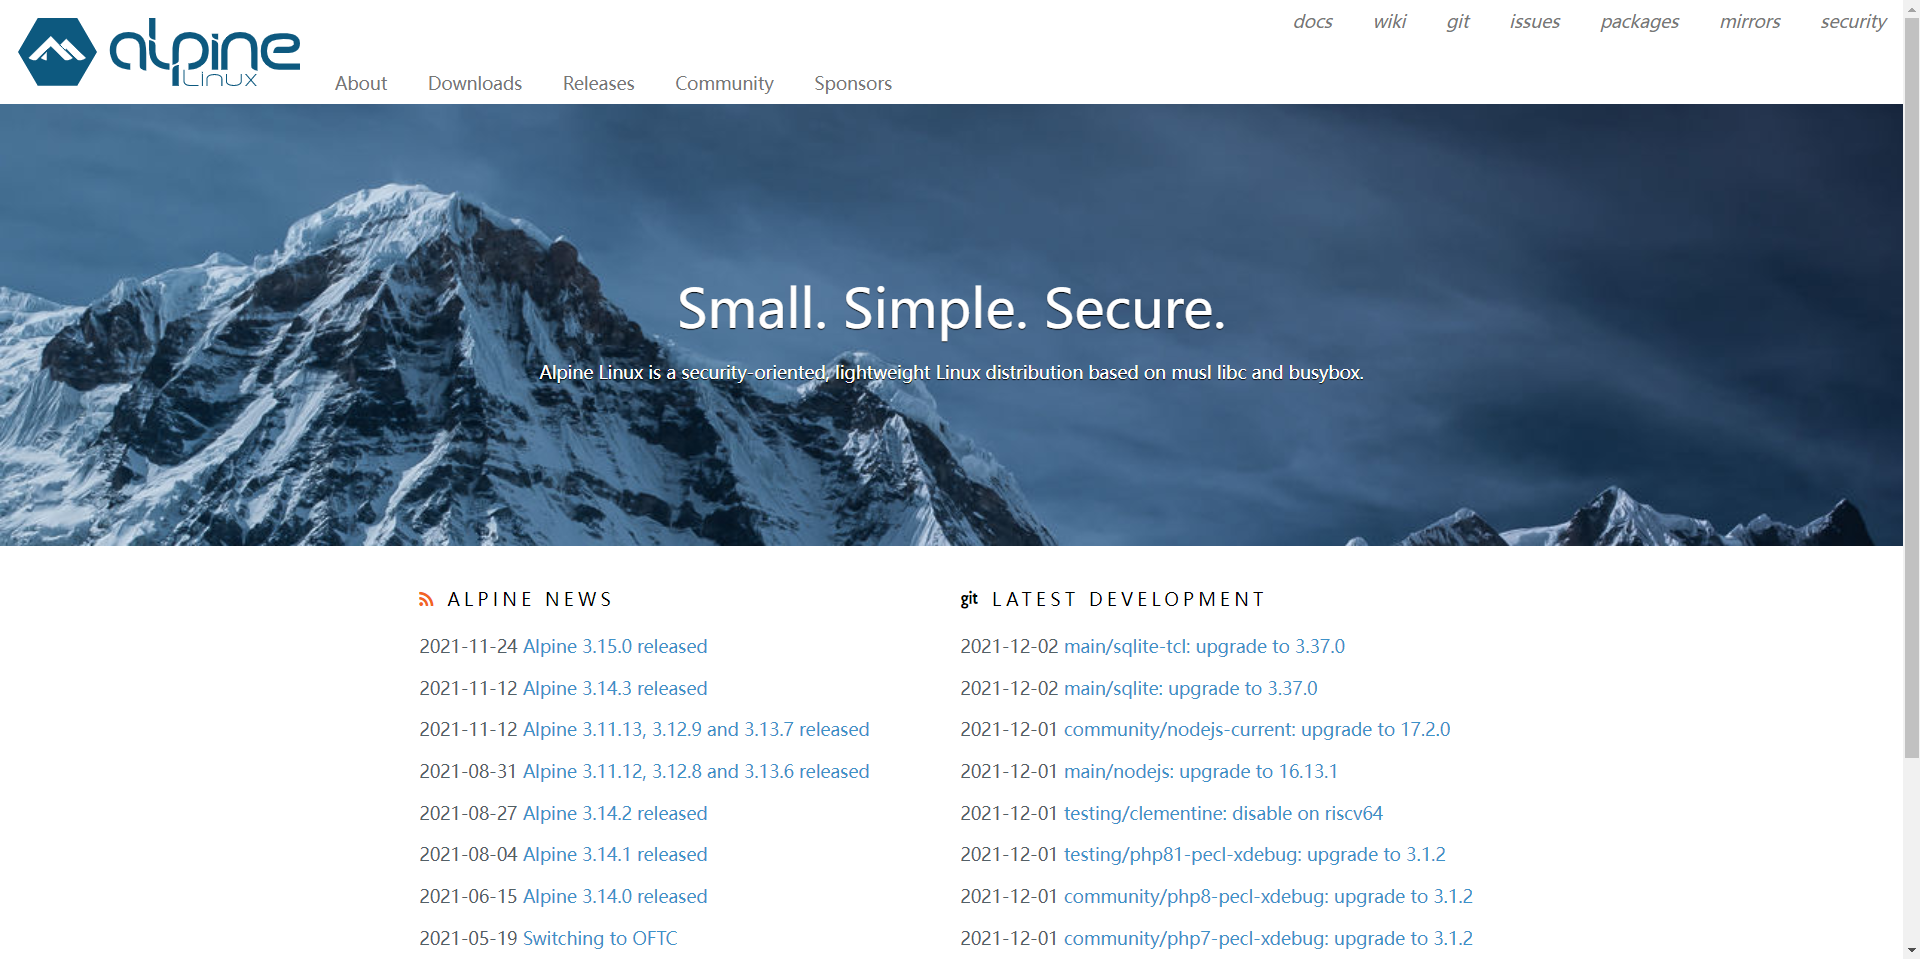 docs wiki git issues packages mirrors security
alpine
Linux
About Downloads Releases Community Sponsors
Small. Simple. Secure.
Alpine Linux is a security-oriented, lightweight Linux distribution based on musl libc and busybox.
ALPINE NEWS
2021-11-24 Alpine 3.15.0 released
2021-11-12 Alpine 3.14.3 released
2021-11-12 Alpine 3.11.13, 3.12.9 and 3.13.7 released
2021-08-31 Alpine 3.11.12, 3.12.8 and 3.13.6 released
2021-08-27 Alpine 3.14.2 released
2021-08-04 Alpine 3.14.1 released
2021-06-15 Alpine 3.14.0 released
2021-05-19 Switching to OFTC
git LATEST DEVELOPMENT
2021-12-02 main/sqlite-tcl: upgrade to 3.37.0
2021-12-02 main/sqlite: upgrade to 3.37.0
2021-12-01 community/nodejs-current: upgrade to 17.2.0
2021-12-01 main/nodejs: upgrade to 16.13.1
2021-12-01 testing/clementine: disable on riscv64
2021-12-01 testing/php81-pecl-xdebug: upgrade to 3.1.2
2021-12-01 community/php8-pecl-xdebug: upgrade to 3.1.2
2021-12-01 community/php7-pecl-xdebug: upgrade to 3.1.2